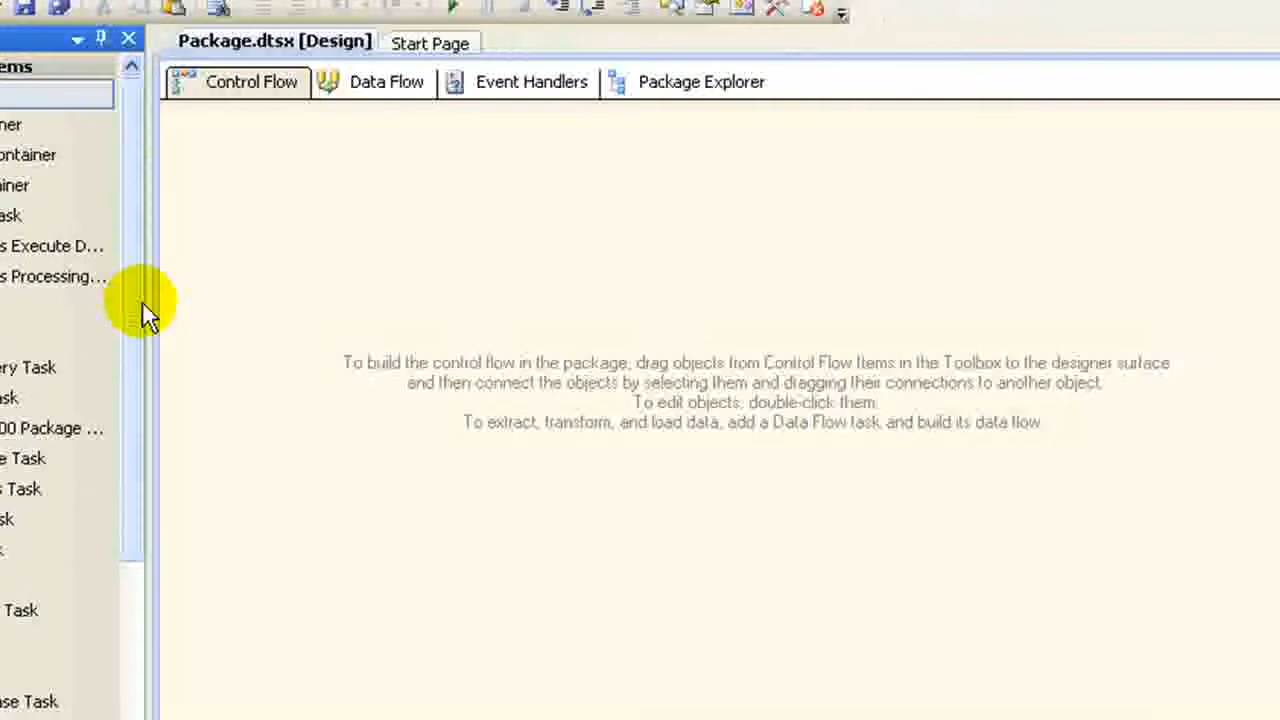 Package.dtsx [Design]
Start Page
ems
Control Flow
Data Flow
Event Handlers
Package Explorer
ner
ontainer
iner
ask
s Execute D...
s Processing...
ery Task
sk
00 Package ...
e Task
s Task
sk
k
Task
ase Task
To build the control flow in the package, drag objects from Control Flow Items in the Toolbox to the designer surface
and then connect the objects by selecting them and dragging their connections to another object.
To edit objects, double-click them.
To extract, transform, and load data, add a Data Flow task and build its data flow.